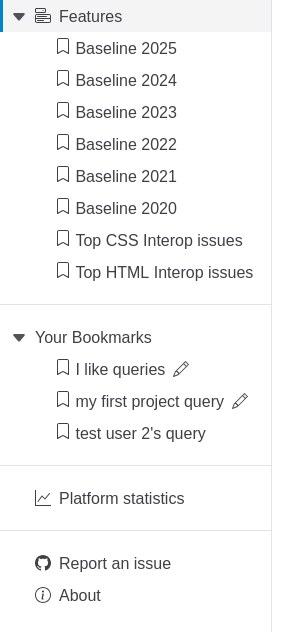 Features
Baseline 2025
Baseline 2024
Baseline 2023
Baseline 2022
Baseline 2021
Baseline 2020
Top CSS Interop issues
Top HTML Interop issues
Your Bookmarks
I like queries
my first project query
test user 2's query
Platform statistics
Report an issue
About